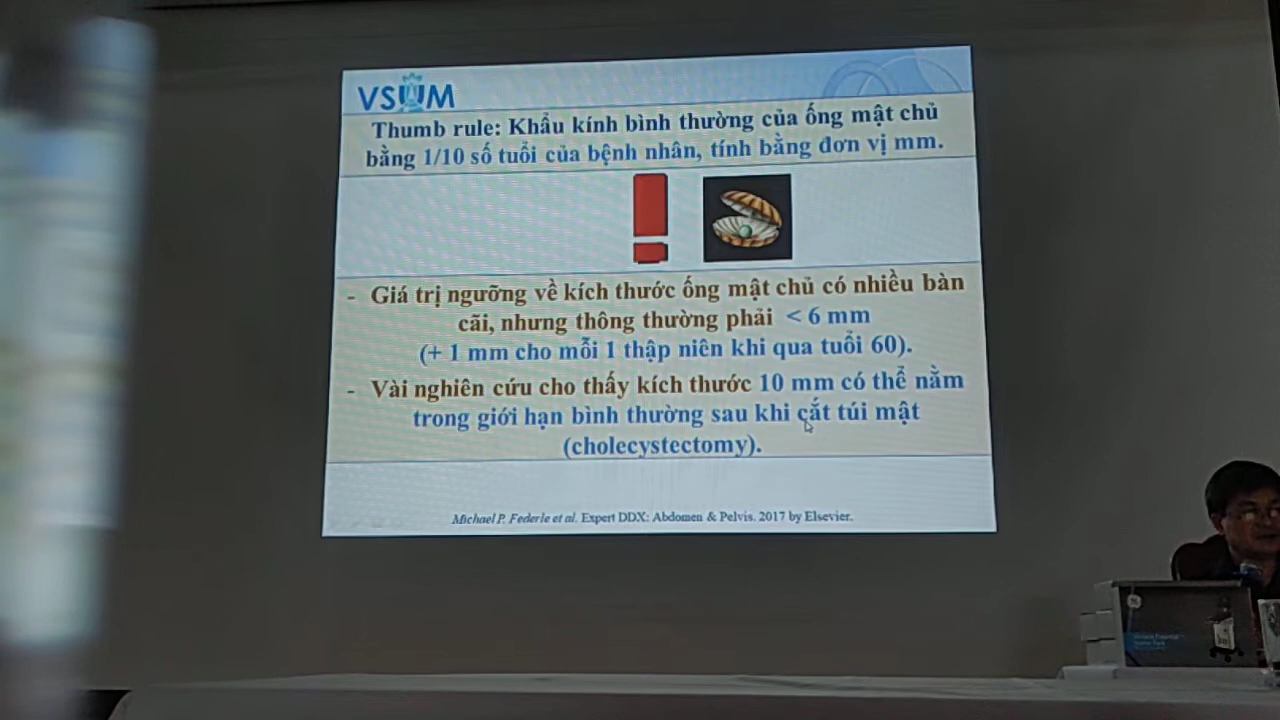 VSUM
Thumb rule: Khẩu kính bình thường của ống mật chủ
bằng 1/10 số tuổi của bệnh nhân, tính bằng đơn vị mm.
- Giá trị ngưỡng về kích thước ống mật chủ có nhiều bàn
cãi, nhưng thông thường phải < 6 mm
(+ 1 mm cho mỗi 1 thập niên khi qua tuổi 60).
- Vài nghiên cứu cho thấy kích thước 10 mm có thể nằm
trong giới hạn bình thường sau khi cắt túi mật
(cholecystectomy).
Michael P. Federle et al. Expert DDX: Abdomen & Pelvis. 2017 by Elsevier.